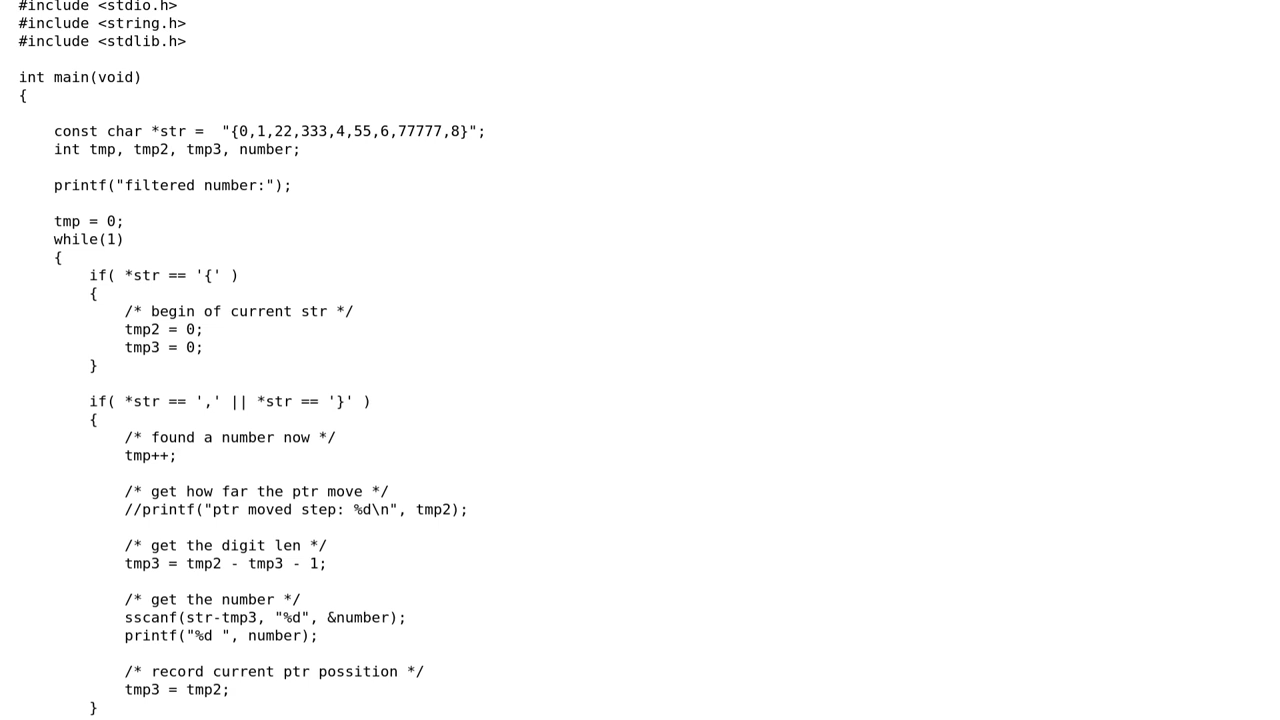 #include <stdio.h>
#include <string.h>
#include <stdlib.h>
int main(void)
{
const char *str =  "{0,1,22,333,4,55,6,77777,8}";
int tmp, tmp2, tmp3, number;
printf("filtered number:");
tmp = 0;
while(1)
{
if( *str == '{' )
{
/* begin of current str */
tmp2 = 0;
tmp3 = 0;
}
if( *str == ',' || *str == '}' )
{
/* found a number now */
tmp++;
/* get how far the ptr move */
//printf("ptr moved step: %d\n", tmp2);
/* get the digit len */
tmp3 = tmp2 - tmp3 - 1;
/* get the number */
sscanf(str-tmp3, "%d", &number);
printf("%d ", number);
/* record current ptr possition */
tmp3 = tmp2;
}